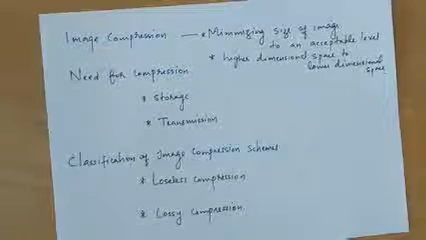 Image Compression — * Minimizing size of image
to an acceptable level
* higher dimensional space to
lower dimensional
space
Need for compression
* Storage
* Transmission
Classification of Image Compression Schemes
* Loseless compression
* Lossy compression